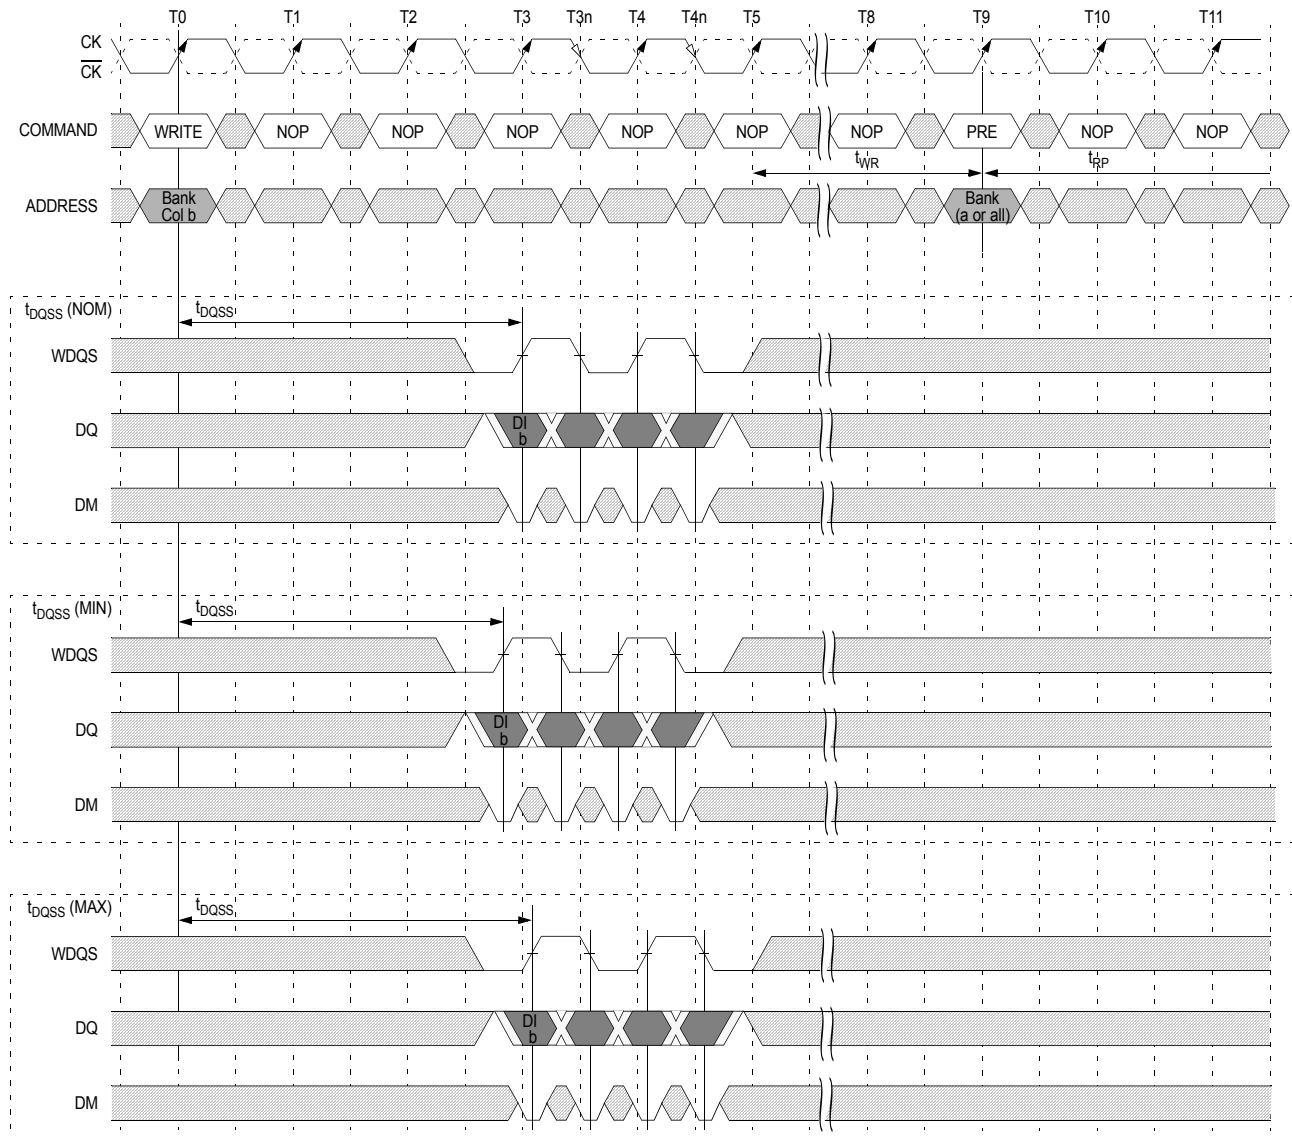 T0 T1 T2 T3 T3n T4 T4n T5 T8 T9 T10 T11
CK
CK
COMMAND WRITE NOP NOP NOP NOP NOP NOP PRE NOP NOP
tWR tRP
ADDRESS Bank Col b Bank (a or all)
tDQSS (NOM) tDQSS
WDQS
DQ DI b
DM
tDQSS (MIN) tDQSS
WDQS
DQ DI b
DM
tDQSS (MAX) tDQSS
WDQS
DQ DI b
DM